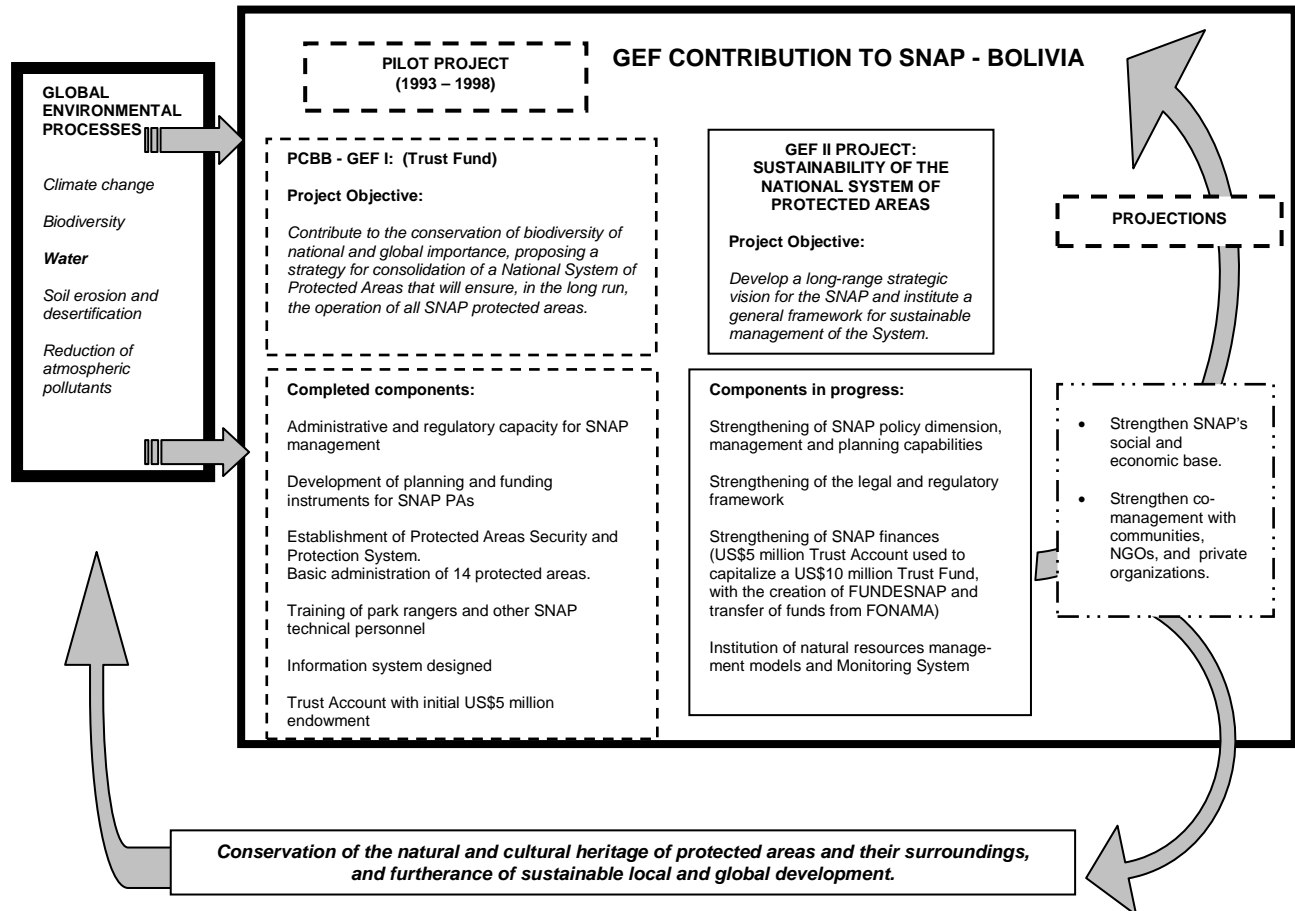 GEF CONTRIBUTION TO SNAP - BOLIVIA
PILOT PROJECT
(1993 – 1998)
GLOBAL
ENVIRONMENTAL
PROCESSES
Climate change
Biodiversity
Water
Soil erosion and
desertification
Reduction of
atmospheric
pollutants
PCBB - GEF I: (Trust Fund)
Project Objective:
Contribute to the conservation of biodiversity of
national and global importance, proposing a
strategy for consolidation of a National System of
Protected Areas that will ensure, in the long run,
the operation of all SNAP protected areas.
Completed components:
Administrative and regulatory capacity for SNAP
management
Development of planning and funding
instruments for SNAP PAs
Establishment of Protected Areas Security and
Protection System.
Basic administration of 14 protected areas.
Training of park rangers and other SNAP
technical personnel
Information system designed
Trust Account with initial US$5 million
endowment
GEF II PROJECT:
SUSTAINABILITY OF THE
NATIONAL SYSTEM OF
PROTECTED AREAS
Project Objective:
Develop a long-range strategic
vision for the SNAP and institute a
general framework for sustainable
management of the System.
Components in progress:
Strengthening of SNAP policy dimension,
management and planning capabilities
Strengthening of the legal and regulatory
framework
Strengthening of SNAP finances
(US$5 million Trust Account used to
capitalize a US$10 million Trust Fund,
with the creation of FUNDESNAP and
transfer of funds from FONAMA)
Institution of natural resources manage-
ment models and Monitoring System
PROJECTIONS
• Strengthen SNAP's
social and
economic base.
• Strengthen co-
management with
communities,
NGOs, and private
organizations.
Conservation of the natural and cultural heritage of protected areas and their surroundings,
and furtherance of sustainable local and global development.